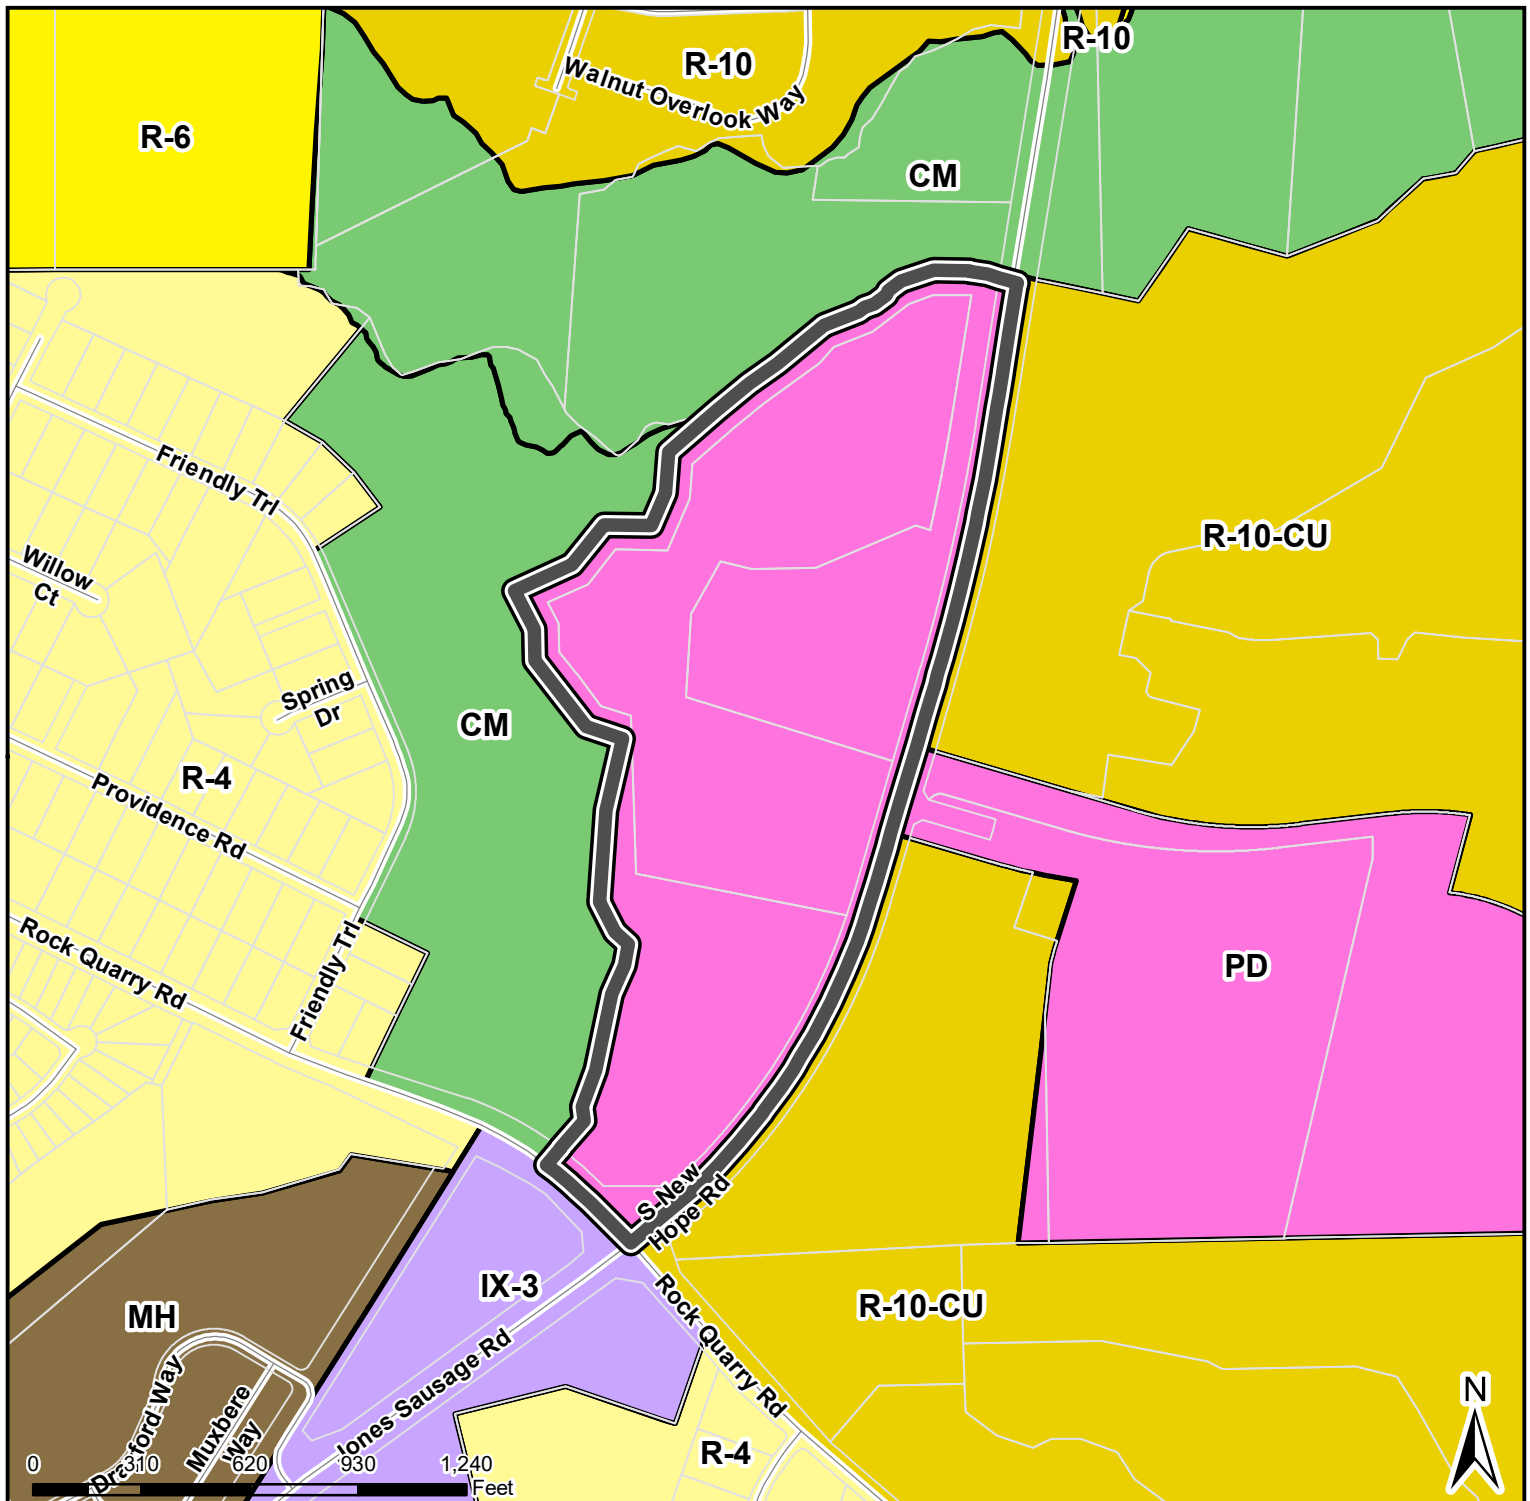 R-10
R-10
Walnut Overlook Way
R-6
CM
Friendly Trl
R-10-CU
Willow
Ct
Spring
Dr
CM
R-4
Providence Rd
Rock Quarry Rd
Friendly Trl
PD
S New
Hope Rd
IX-3
Rock Quarry Rd
R-10-CU
MH
Jones Sausage Rd
Muxbere
Way
R-4
N
0 310 620 930 1,240
Feet